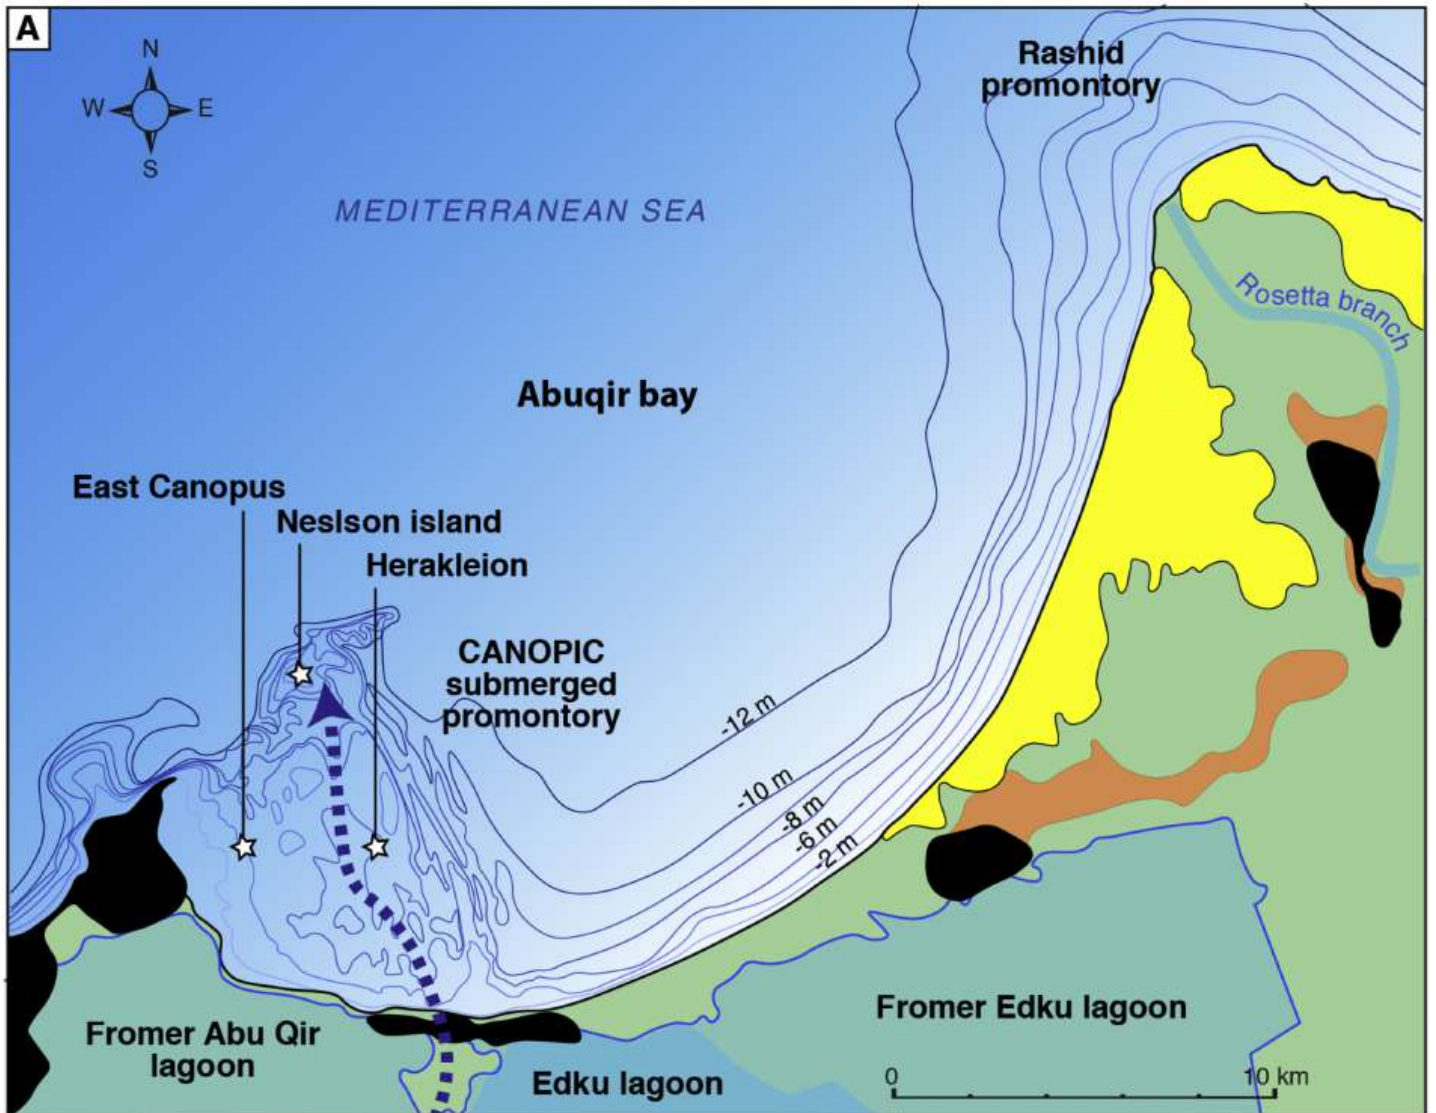 A
N
W E
S
Rashid
promontory
MEDITERRANEAN SEA
Rosetta branch
Abuqir bay
East Canopus
Neslson island
Herakleion
CANOPIC
submerged
promontory
-12 m
-10 m
-8 m
-6 m
-2 m
Fromer Abu Qir
lagoon
Fromer Edku lagoon
Edku lagoon
0 10 km